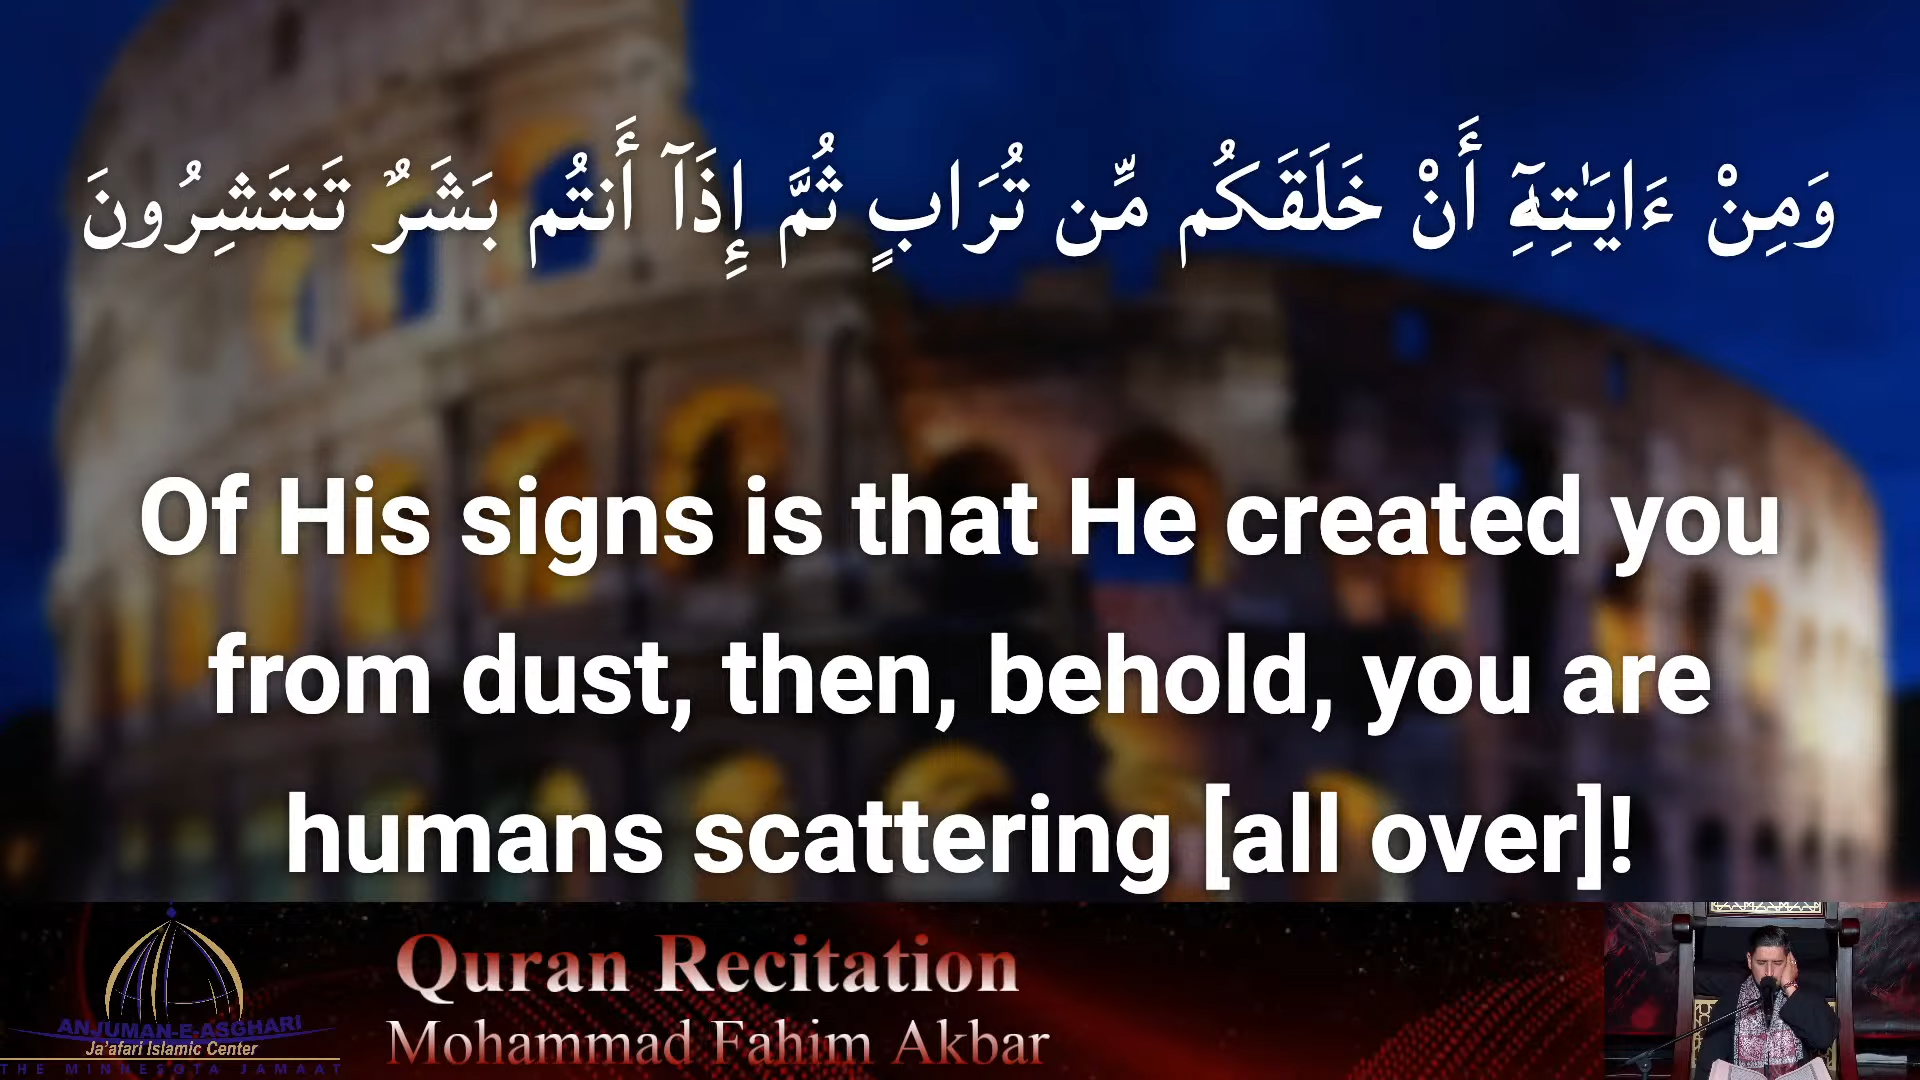 وَمِنْ ءَايَـٰتِهِۦٓ أَنْ خَلَقَكُم مِّن تُرَابٍ ثُمَّ إِذَآ أَنتُم بَشَرٌ تَنتَشِرُونَ
Of His signs is that He created you
from dust, then, behold, you are
humans scattering [all over]!
Quran Recitation
Mohammad Fahim Akbar
ANJUMAN-E-ASGHARI
Ja'afari Islamic Center
THE MINNESOTA JAMAAT